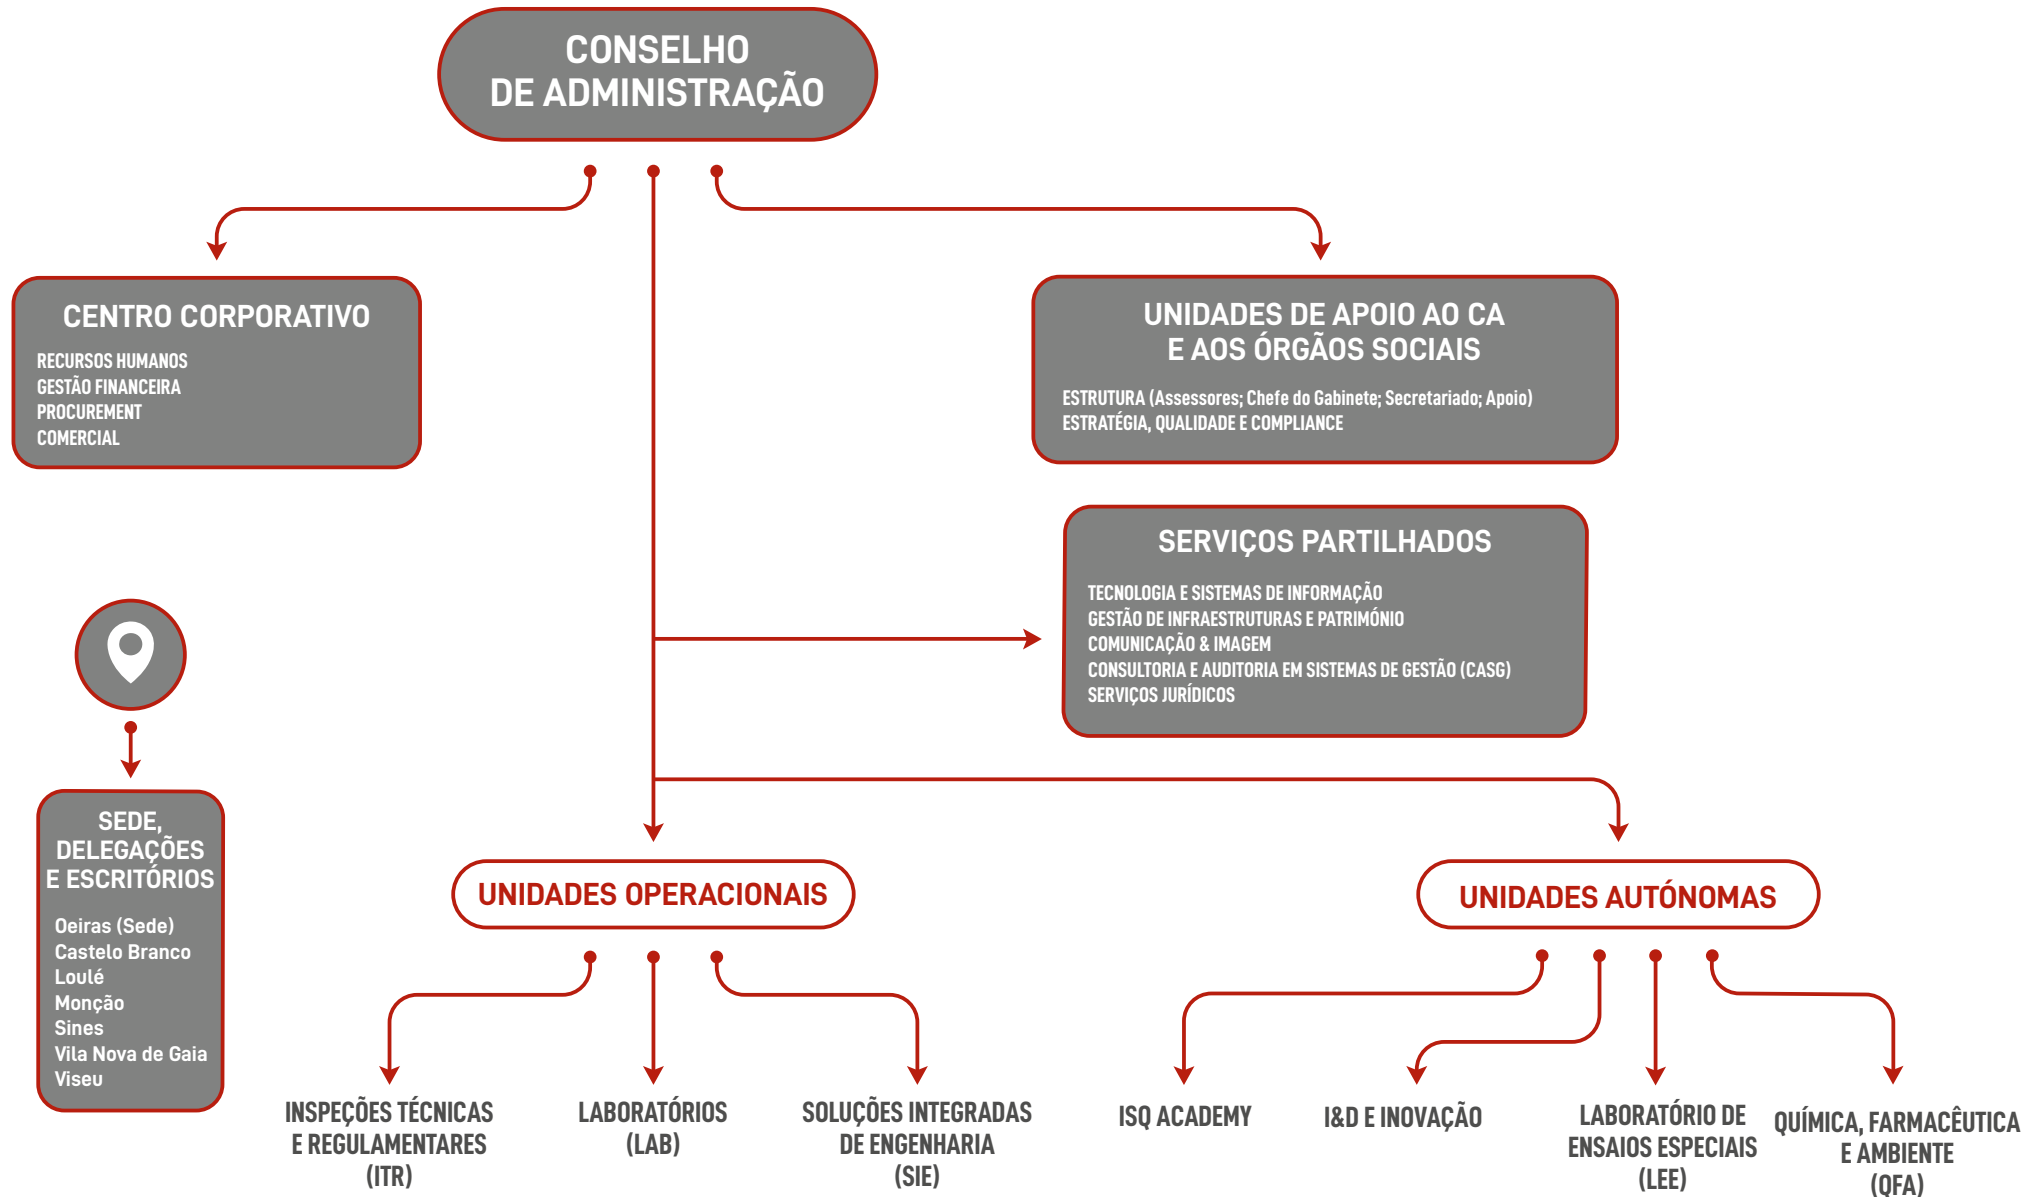 CONSELHO
DE ADMINISTRAÇÃO
CENTRO CORPORATIVO
RECURSOS HUMANOS
GESTÃO FINANCEIRA
PROCUREMENT
COMERCIAL
UNIDADES DE APOIO AO CA
E AOS ÓRGÃOS SOCIAIS
ESTRUTURA (Assessores; Chefe do Gabinete; Secretariado; Apoio)
ESTRATÉGIA, QUALIDADE E COMPLIANCE
SERVIÇOS PARTILHADOS
TECNOLOGIA E SISTEMAS DE INFORMAÇÃO
GESTÃO DE INFRAESTRUTURAS E PATRIMÓNIO
COMUNICAÇÃO & IMAGEM
CONSULTORIA E AUDITORIA EM SISTEMAS DE GESTÃO (CASG)
SERVIÇOS JURÍDICOS
SEDE,
DELEGAÇÕES
E ESCRITÓRIOS
Oeiras (Sede)
Castelo Branco
Loulé
Monção
Sines
Vila Nova de Gaia
Viseu
UNIDADES OPERACIONAIS
INSPEÇÕES TÉCNICAS
E REGULAMENTARES
(ITR)
LABORATÓRIOS
(LAB)
SOLUÇÕES INTEGRADAS
DE ENGENHARIA
(SIE)
UNIDADES AUTÓNOMAS
ISQ ACADEMY
I&D E INOVAÇÃO
LABORATÓRIO DE
ENSAIOS ESPECIAIS
(LEE)
QUÍMICA, FARMACÊUTICA
E AMBIENTE
(QFA)